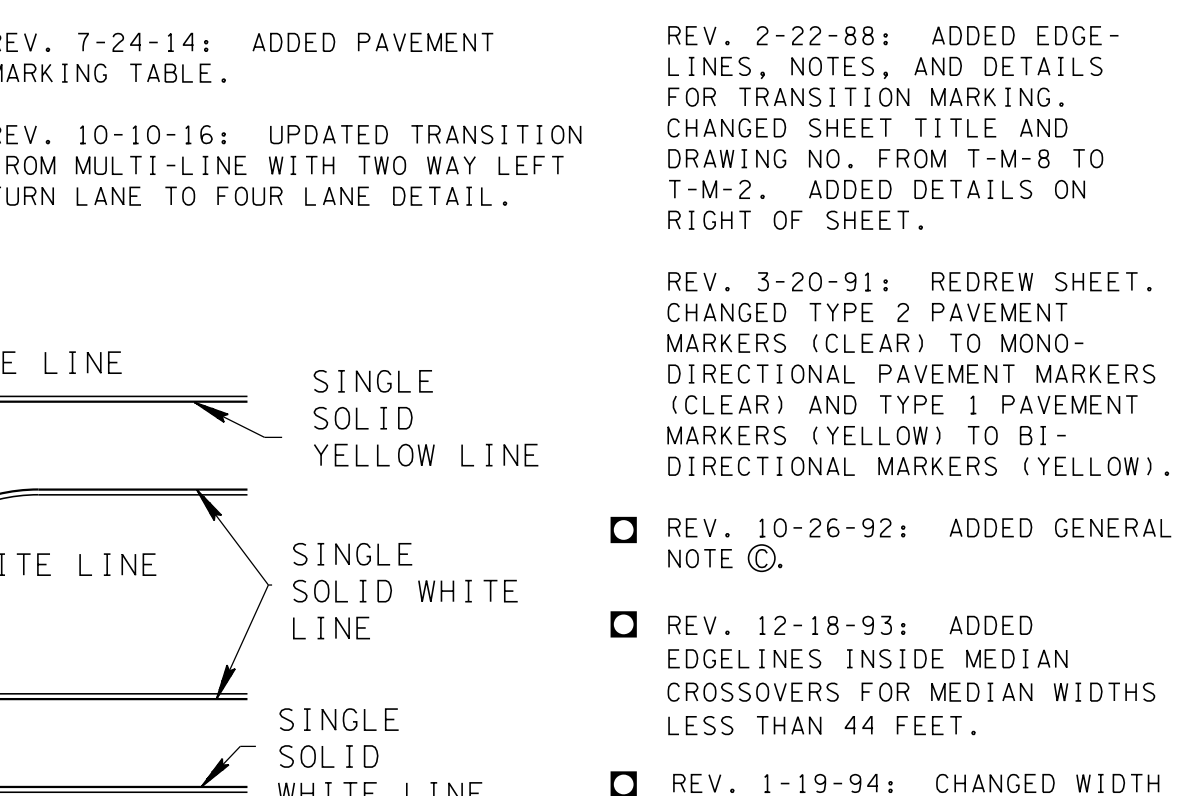 REV. 7-24-14: ADDED PAVEMENT
MARKING TABLE.
REV. 10-10-16: UPDATED TRANSITION
FROM MULTI-LINE WITH TWO WAY LEFT
TURN LANE TO FOUR LANE DETAIL.
E LINE
SINGLE
SOLID
YELLOW LINE
ITE LINE
SINGLE
SOLID WHITE
LINE
SINGLE
SOLID
WHITE LINE
REV. 2-22-88: ADDED EDGE-
LINES, NOTES, AND DETAILS
FOR TRANSITION MARKING.
CHANGED SHEET TITLE AND
DRAWING NO. FROM T-M-8 TO
T-M-2. ADDED DETAILS ON
RIGHT OF SHEET.
REV. 3-20-91: REDREW SHEET.
CHANGED TYPE 2 PAVEMENT
MARKERS (CLEAR) TO MONO-
DIRECTIONAL PAVEMENT MARKERS
(CLEAR) AND TYPE 1 PAVEMENT
MARKERS (YELLOW) TO BI-
DIRECTIONAL MARKERS (YELLOW).
REV. 10-26-92: ADDED GENERAL
NOTE Ⓒ.
REV. 12-18-93: ADDED
EDGELINES INSIDE MEDIAN
CROSSOVERS FOR MEDIAN WIDTHS
LESS THAN 44 FEET.
REV. 1-19-94: CHANGED WIDTH